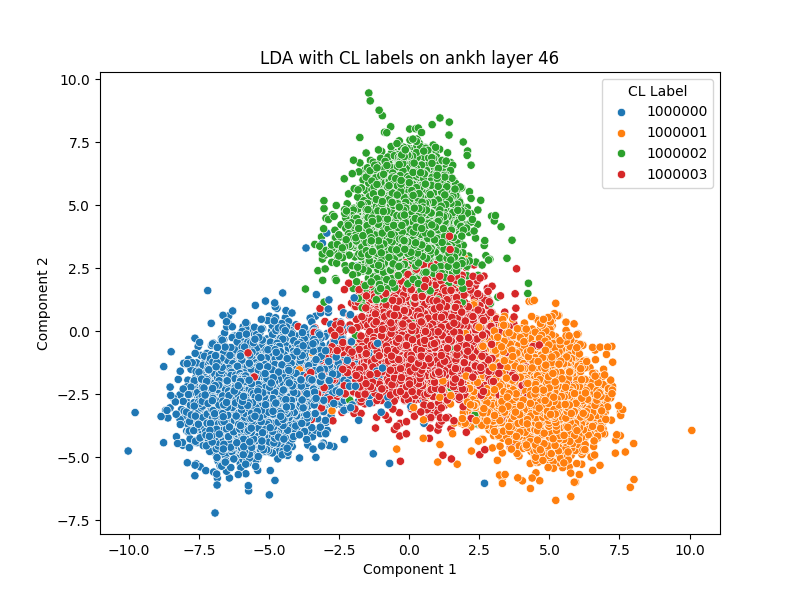 LDA with CL labels on ankh layer 46
CL Label
1000000
1000001
1000002
1000003
10.0
7.5
5.0
2.5
0.0
−2.5
−5.0
−7.5
Component 2
−10.0 −7.5 −5.0 −2.5 0.0 2.5 5.0 7.5 10.0
Component 1